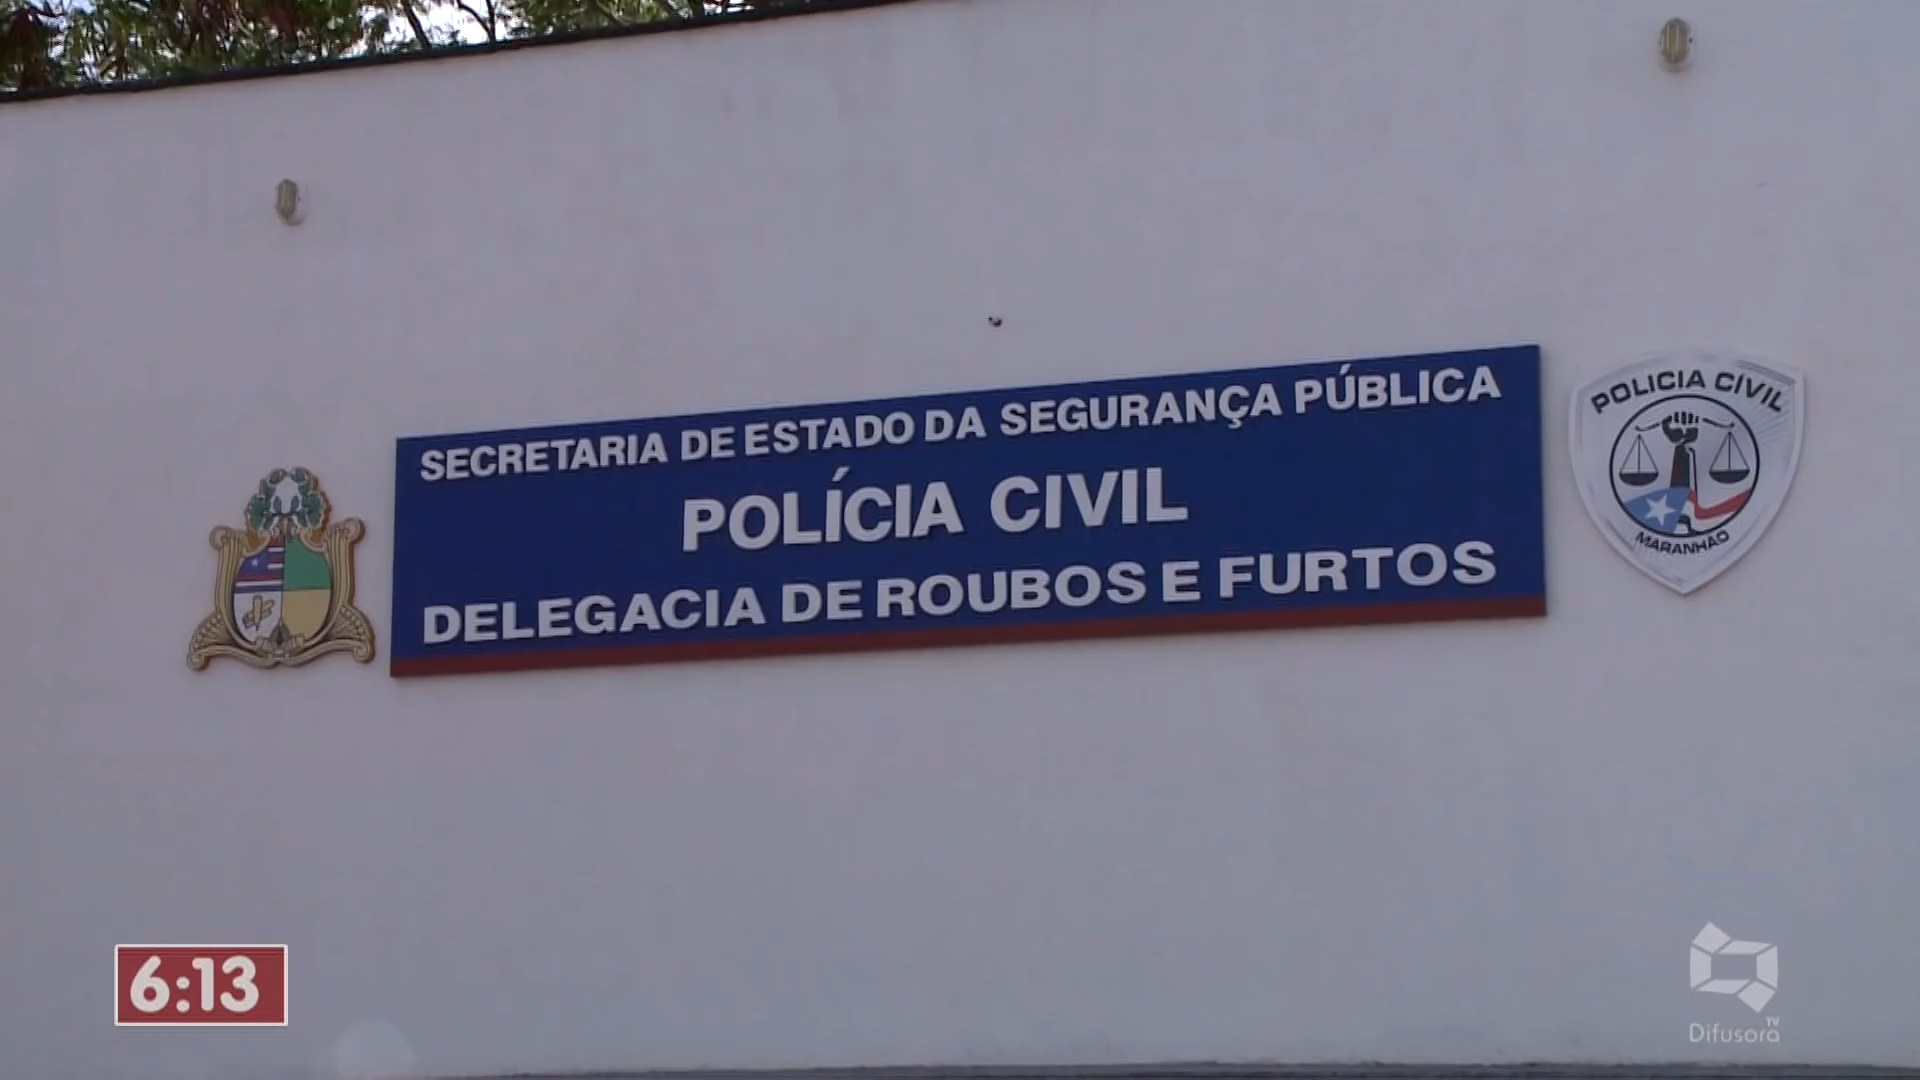 SECRETARIA DE ESTADO DA SEGURANÇA PÚBLICA
POLÍCIA CIVIL
DELEGACIA DE ROUBOS E FURTOS
POLICIA CIVIL
MARANHÃO
6:13
TV
Difusora